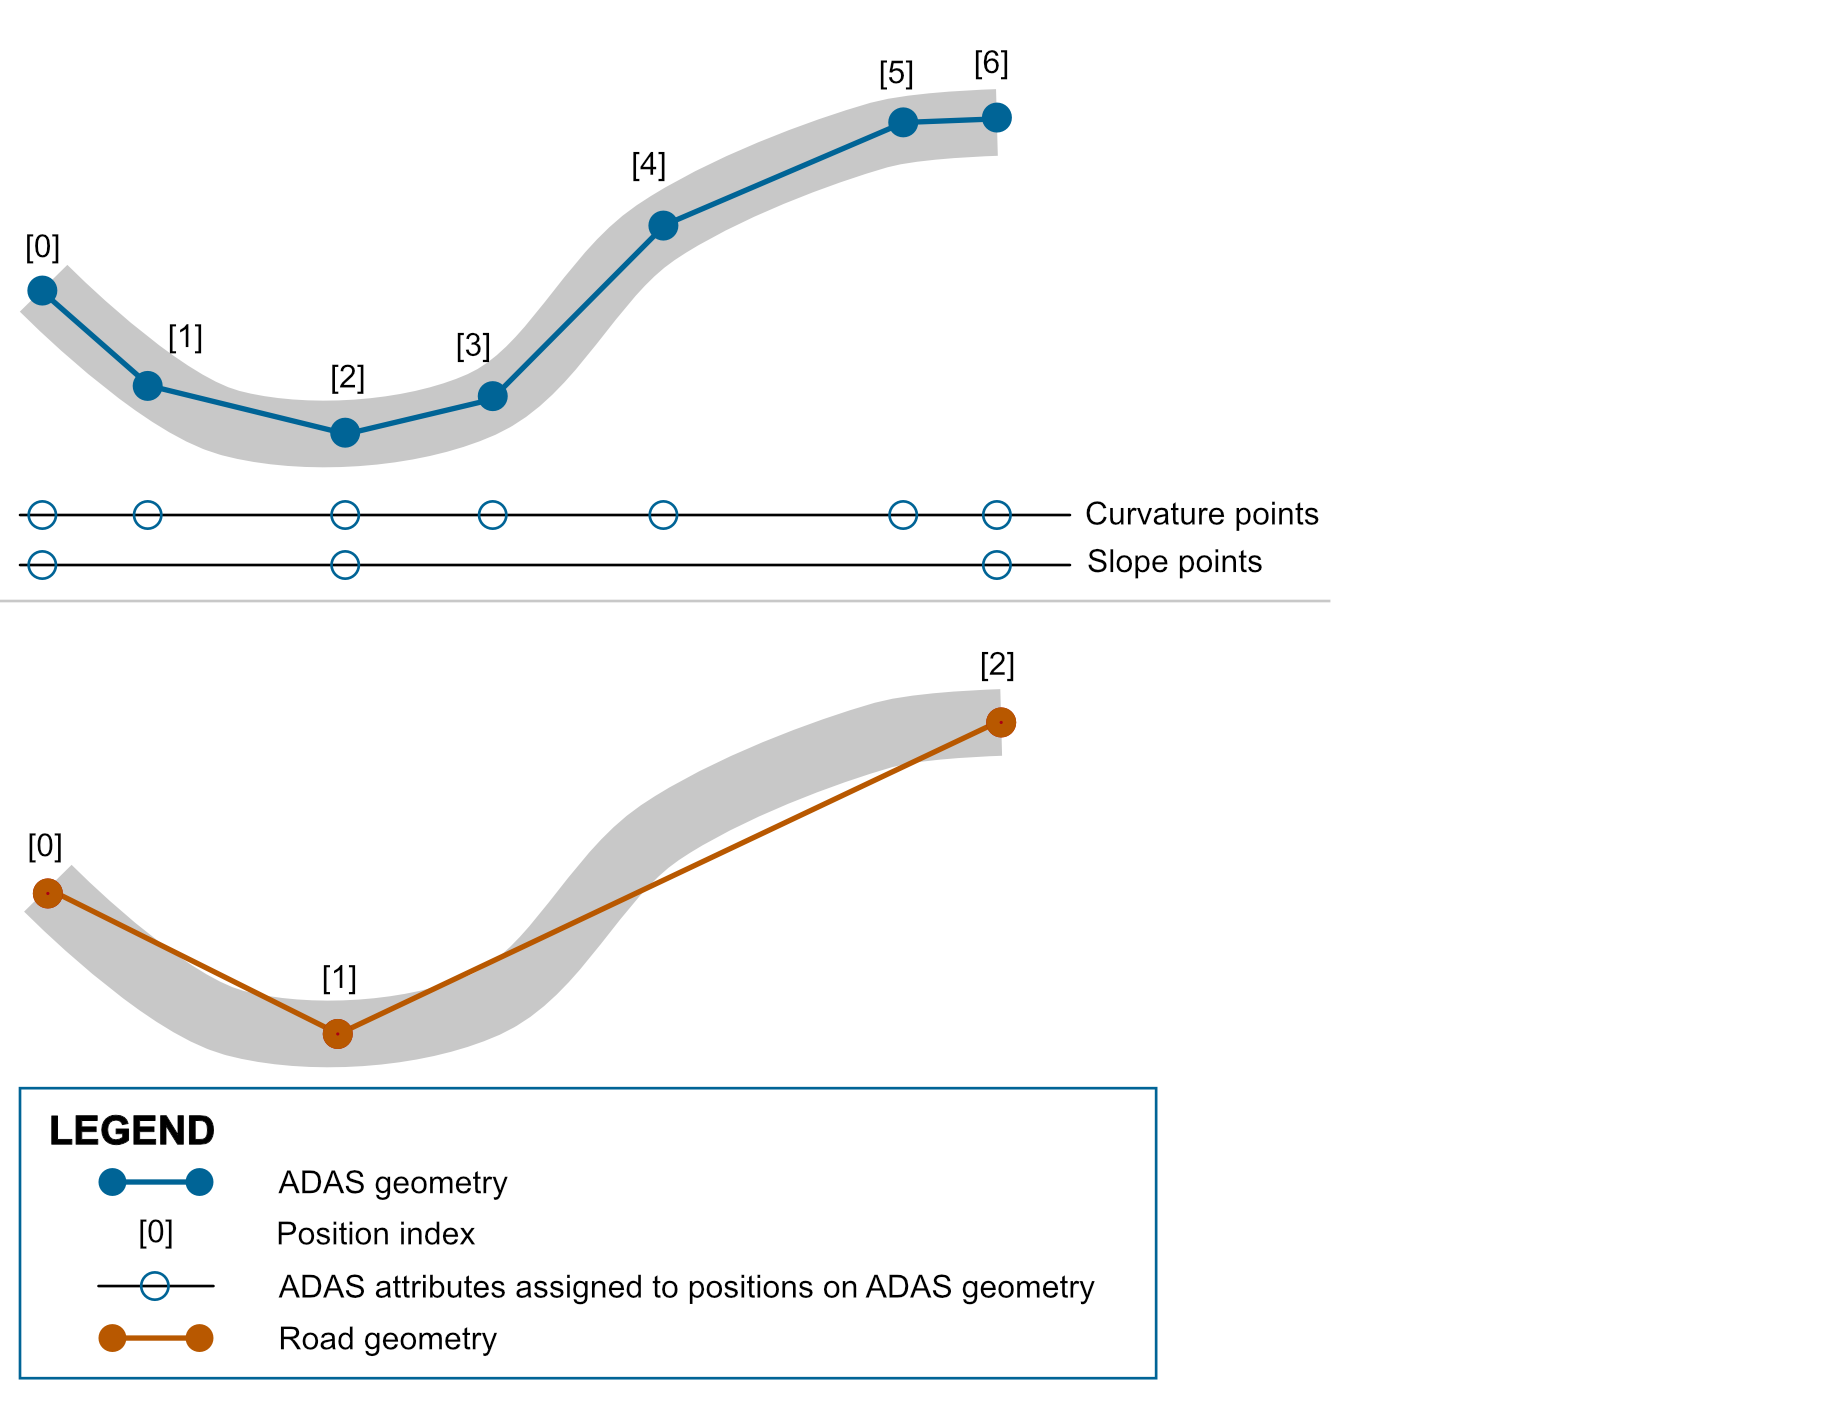 [5]
[6]
[4]
[0]
[1]
[3]
[2]
Curvature points
Slope points
[2]
[0]
[1]
LEGEND
ADAS geometry
[0] Position index
ADAS attributes assigned to positions on ADAS geometry
Road geometry